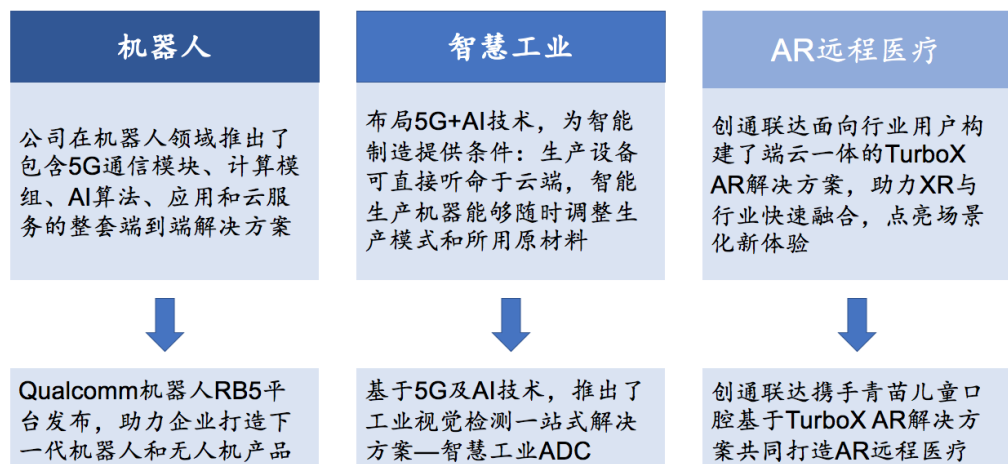 机器人
公司在机器人领域推出了
包含5G通信模块、计算模
组、AI算法、应用和云服
务的整套端到端解决方案
Qualcomm机器人RB5平
台发布，助力企业打造下
一代机器人和无人机产品
智慧工业
布局5G+AI技术，为智能
制造提供条件：生产设备
可直接听命于云端，智能
生产机器能够随时调整生
产模式和所用原材料
基于5G及AI技术，推出了
工业视觉检测一站式解决
方案—智慧工业ADC
AR远程医疗
创通联达面向行业用户构
建了端云一体的TurboX
AR解决方案，助力XR与
行业快速融合，点亮场景
化新体验
创通联达携手青苗儿童口
腔基于TurboX AR解决方
案共同打造AR远程医疗